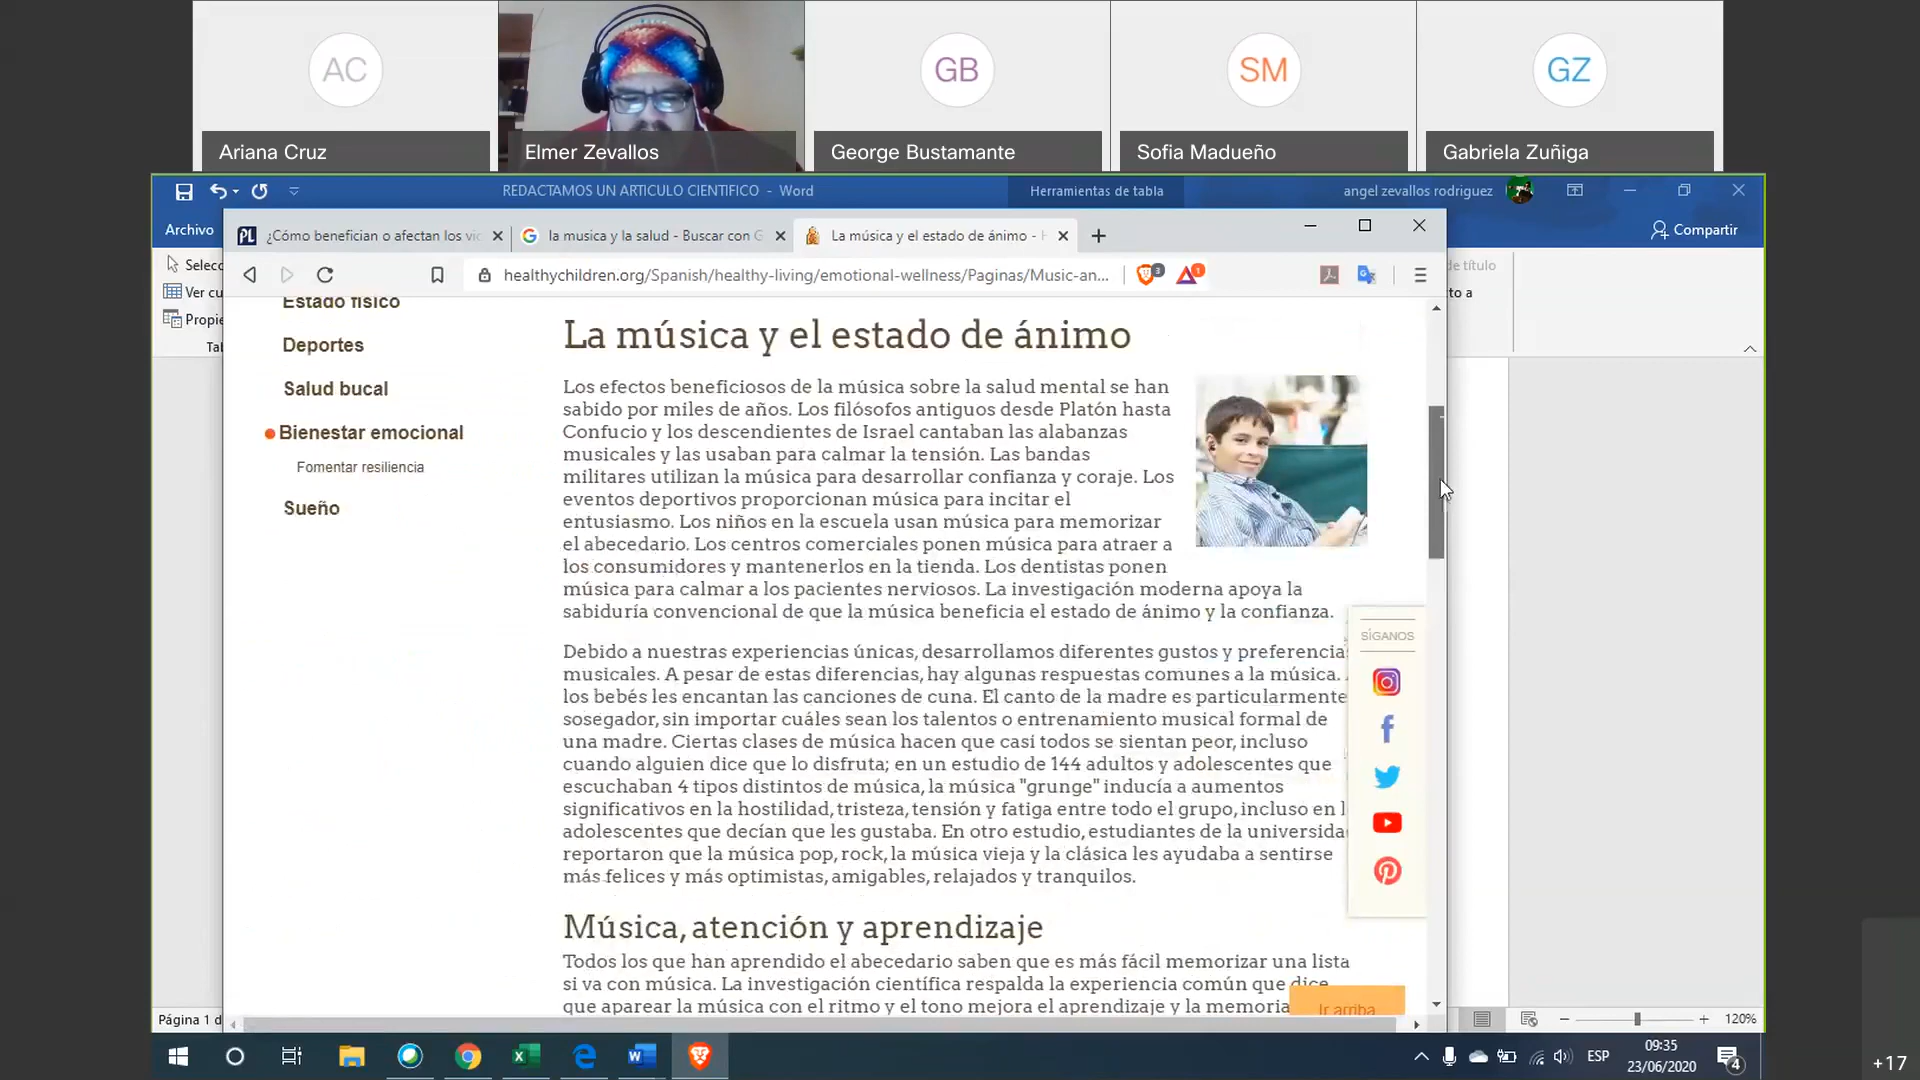 AC
GB
SM
GZ
Ariana Cruz
Elmer Zevallos
George Bustamante
Sofia Madueño
Gabriela Zuñiga
REDACTAMOS UN ARTICULO CIENTIFICO - Word
Herramientas de tabla
angel zevallos rodriguez
Archivo
Compartir
¿Cómo benefician o afectan los
la musica y la salud - Buscar con G
La música y el estado de ánimo -
Selecc
de título
healthychildren.org/Spanish/healthy-living/emotional-wellness/Paginas/Music-an...
3
1
Ver cu
to a
Propie
Tab
Estado físico
Deportes
Salud bucal
Bienestar emocional
Fomentar resiliencia
Sueño
La música y el estado de ánimo
Los efectos beneficiosos de la música sobre la salud mental se han
sabido por miles de años. Los filósofos antiguos desde Platón hasta
Confucio y los descendientes de Israel cantaban las alabanzas
musicales y las usaban para calmar la tensión. Las bandas
militares utilizan la música para desarrollar confianza y coraje. Los
eventos deportivos proporcionan música para incitar el
entusiasmo. Los niños en la escuela usan música para memorizar
el abecedario. Los centros comerciales ponen música para atraer a
los consumidores y mantenerlos en la tienda. Los dentistas ponen
música para calmar a los pacientes nerviosos. La investigación moderna apoya la
sabiduría convencional de que la música beneficia el estado de ánimo y la confianza.
Debido a nuestras experiencias únicas, desarrollamos diferentes gustos y preferencia
musicales. A pesar de estas diferencias, hay algunas respuestas comunes a la música.
los bebés les encantan las canciones de cuna. El canto de la madre es particularmente
sosegador, sin importar cuáles sean los talentos o entrenamiento musical formal de
una madre. Ciertas clases de música hacen que casi todos se sientan peor, incluso
cuando alguien dice que lo disfruta; en un estudio de 144 adultos y adolescentes que
escuchaban 4 tipos distintos de música, la música "grunge" inducía a aumentos
significativos en la hostilidad, tristeza, tensión y fatiga entre todo el grupo, incluso en
adolescentes que decían que les gustaba. En otro estudio, estudiantes de la universida
reportaron que la música pop, rock, la música vieja y la clásica les ayudaba a sentirse
más felices y más optimistas, amigables, relajados y tranquilos.
Música, atención y aprendizaje
Todos los que han aprendido el abecedario saben que es más fácil memorizar una lista
si va con música. La investigación científica respalda la experiencia común que dice
que aparear la música con el ritmo y el tono mejora el aprendizaje y la memoria
SÍGANOS
Ir arriba
Página 1 d
120%
ESP
09:35
23/06/2020
4
+17